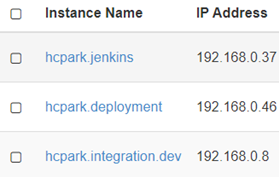 Instance Name IP Address
hcpark.jenkins 192.168.0.37
hcpark.deployment 192.168.0.46
hcpark.integration.dev 192.168.0.8